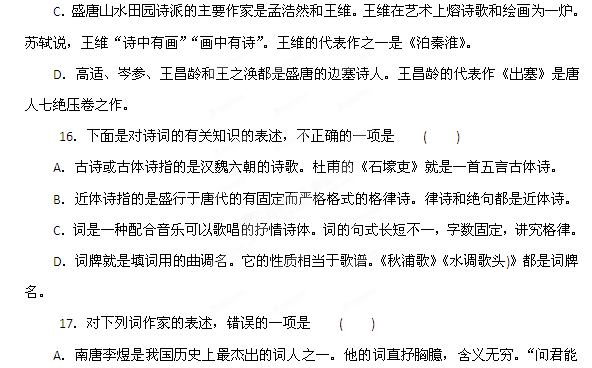 C. 盛唐山水田园诗派的主要作家是孟浩然和王维。王维在艺术上熔诗歌和绘画为一炉。
苏轼说，王维“诗中有画”“画中有诗”。王维的代表作之一是《泊秦淮》。
D. 高适、岑参、王昌龄和王之涣都是盛唐的边塞诗人。王昌龄的代表作《出塞》是唐
人七绝压卷之作。
16. 下面是对诗词的有关知识的表述，不正确的一项是 ( )
A. 古诗或古体诗指的是汉魏六朝的诗歌。杜甫的《石壕吏》就是一首五言古体诗。
B. 近体诗指的是盛行于唐代的有固定而严格格式的格律诗。律诗和绝句都是近体诗。
C. 词是一种配合音乐可以歌唱的抒情诗体。词的句式长短不一，字数固定，讲究格律。
D. 词牌就是填词用的曲调名。它的性质相当于歌谱。《秋浦歌》《水调歌头)》都是词牌
名。
17. 对下列词作家的表述，错误的一项是 ( )
A. 南唐李煜是我国历史上最杰出的词人之一。他的词直抒胸臆，含义无穷。“问君能